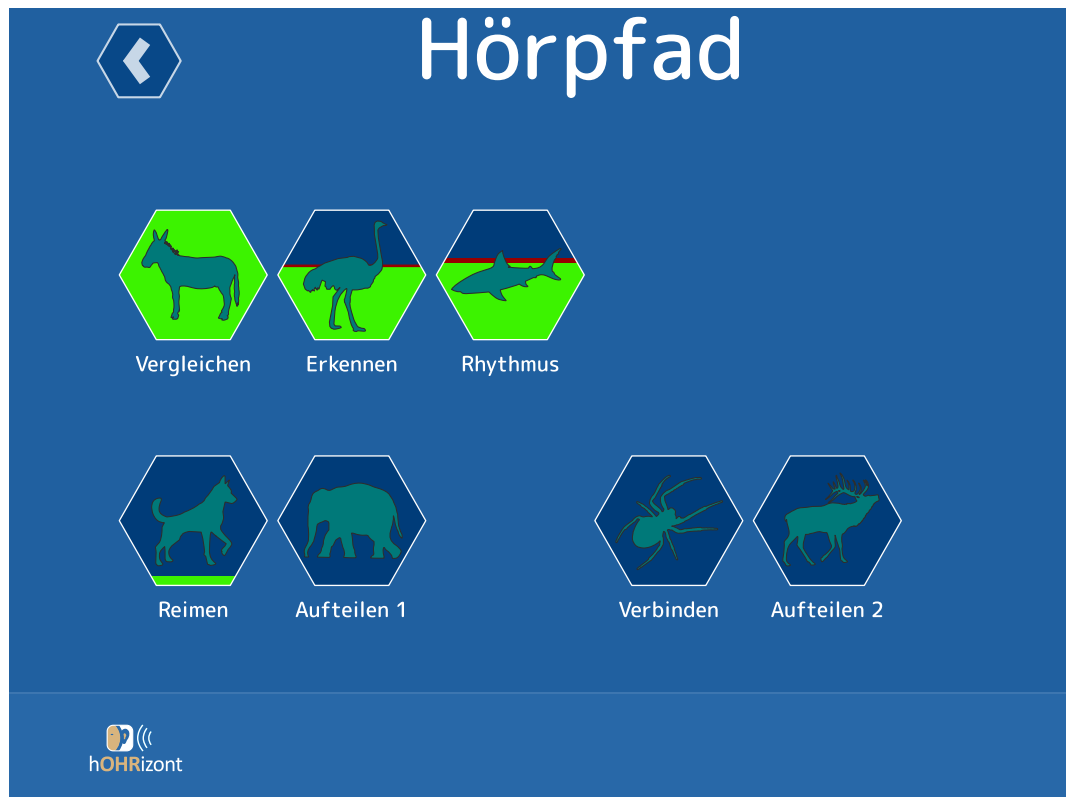 Hörpfad
Vergleichen
Erkennen
Rhythmus
Reimen
Aufteilen 1
Verbinden
Aufteilen 2
hOHRizont